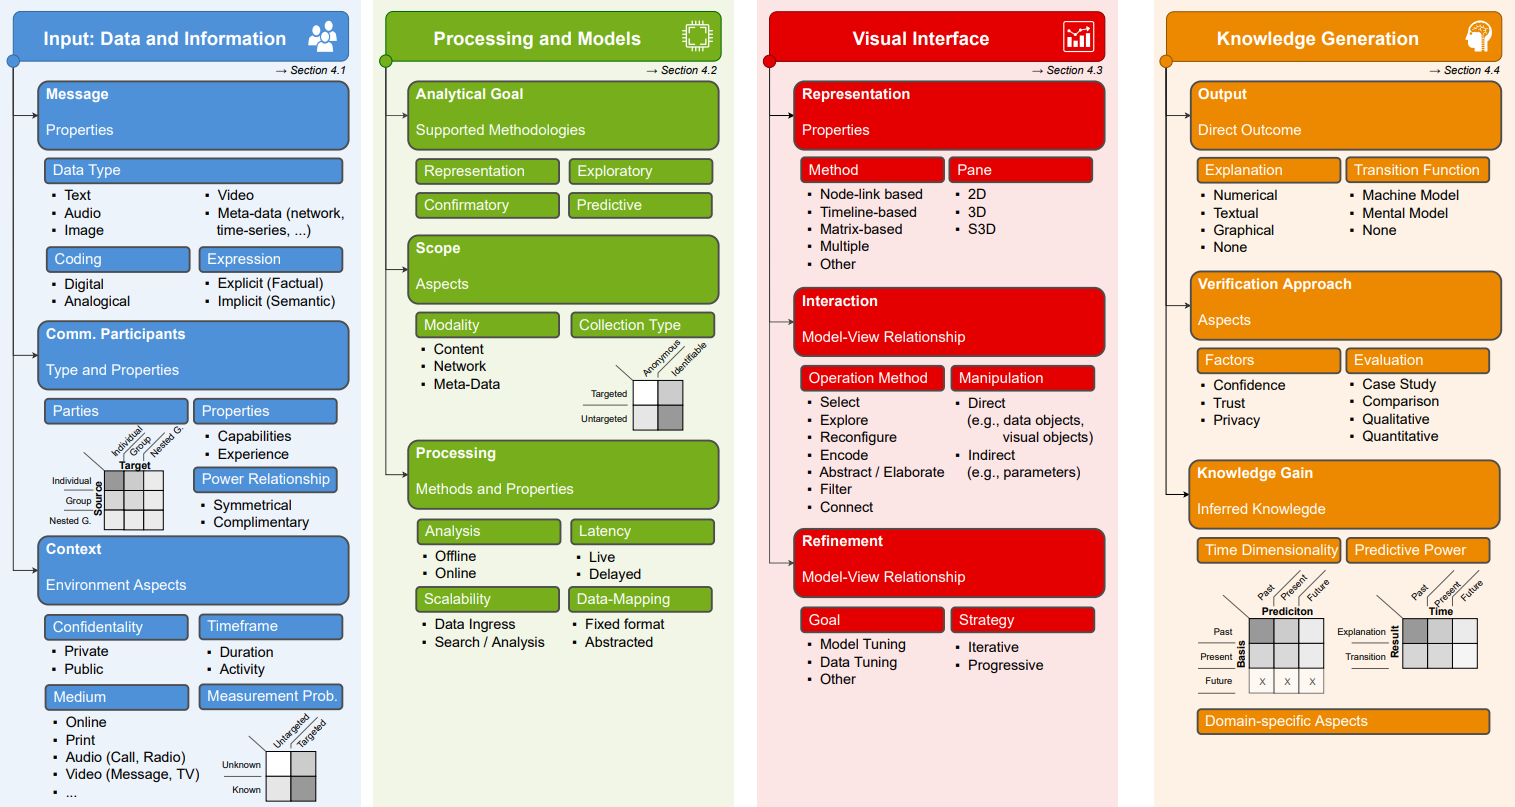 Input: Data and Information
→ Section 4.1
Message
Properties
Data Type
▪ Text
▪ Audio
▪ Image
▪ Video
▪ Meta-data (network,
time-series, ...)
Coding
▪ Digital
▪ Analogical
Expression
▪ Explicit (Factual)
▪ Implicit (Semantic)
Comm. Participants
Type and Properties
Parties
Individual
Group
Nested G.
Target
Source
Individual
Group
Nested G.
Properties
▪ Capabilities
▪ Experience
Power Relationship
▪ Symmetrical
▪ Complimentary
Context
Environment Aspects
Confidentality
▪ Private
▪ Public
Timeframe
▪ Duration
▪ Activity
Medium
▪ Online
▪ Print
▪ Audio (Call, Radio)
▪ Video (Message, TV)
▪ ...
Measurement Prob.
Untargeted
Targeted
Unknown
Known
Processing and Models
→ Section 4.2
Analytical Goal
Supported Methodologies
Representation
Exploratory
Confirmatory
Predictive
Scope
Aspects
Modality
▪ Content
▪ Network
▪ Meta-Data
Collection Type
Anonymous
Identifiable
Targeted
Untargeted
Processing
Methods and Properties
Analysis
▪ Offline
▪ Online
Latency
▪ Live
▪ Delayed
Scalability
▪ Data Ingress
▪ Search / Analysis
Data-Mapping
▪ Fixed format
▪ Abstracted
Visual Interface
→ Section 4.3
Representation
Properties
Method
▪ Node-link based
▪ Timeline-based
▪ Matrix-based
▪ Multiple
▪ Other
Pane
▪ 2D
▪ 3D
▪ S3D
Interaction
Model-View Relationship
Operation Method
▪ Select
▪ Explore
▪ Reconfigure
▪ Encode
▪ Abstract / Elaborate
▪ Filter
▪ Connect
Manipulation
▪ Direct
(e.g., data objects,
visual objects)
▪ Indirect
(e.g., parameters)
Refinement
Model-View Relationship
Goal
▪ Model Tuning
▪ Data Tuning
▪ Other
Strategy
▪ Iterative
▪ Progressive
Knowledge Generation
→ Section 4.4
Output
Direct Outcome
Explanation
▪ Numerical
▪ Textual
▪ Graphical
▪ None
Transition Function
▪ Machine Model
▪ Mental Model
▪ None
Verification Approach
Aspects
Factors
▪ Confidence
▪ Trust
▪ Privacy
Evaluation
▪ Case Study
▪ Comparison
▪ Qualitative
▪ Quantitative
Knowledge Gain
Inferred Knowlegde
Time Dimensionality
Past
Present
Future
Prediciton
Basis
Past
Present
Future
X X X
Predictive Power
Past
Present
Future
Time
Result
Explanation
Transition
Domain-specific Aspects